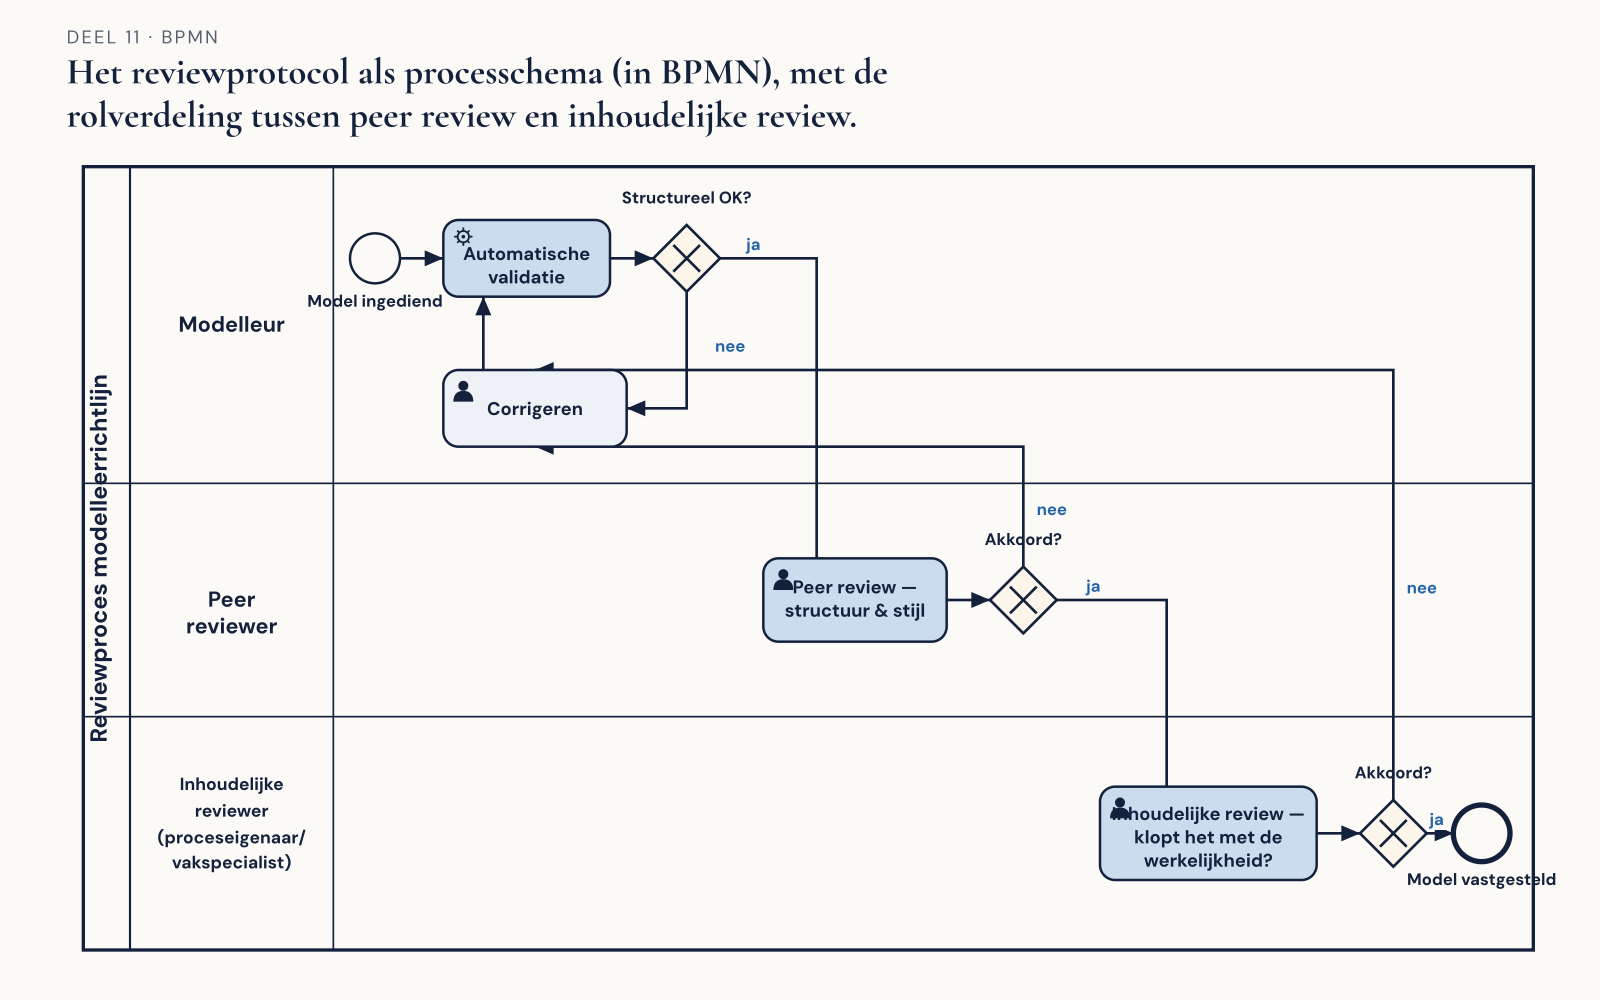 DEEL 11 · BPMN
Het reviewprotocol als processchema (in BPMN), met de
rolverdeling tussen peer review en inhoudelijke review.
Reviewproces modelleerrichtlijn
Modelleur
Model ingediend
Automatische
validatie
Structureel OK?
ja
nee
Corrigeren
Peer
reviewer
Peer review —
structuur & stijl
Akkoord?
nee
ja
nee
Inhoudelijke
reviewer
(proceseigenaar/
vakspecialist)
Inhoudelijke review —
klopt het met de
werkelijkheid?
Akkoord?
ja
Model vastgesteld